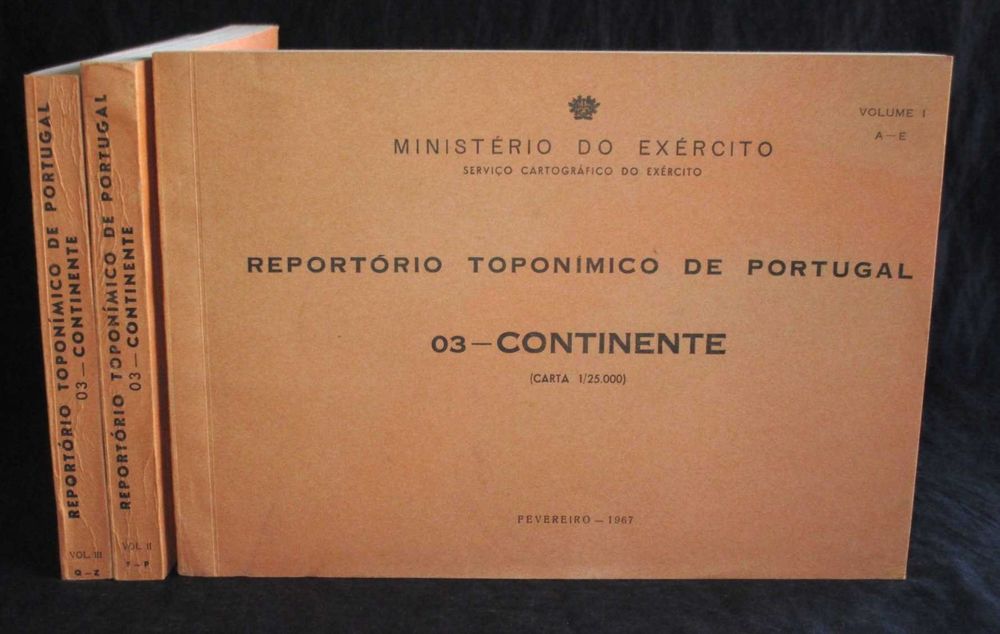 REPORTÓRIO TOPONÍMICO DE PORTUGAL
03 — CONTINENTE
VOL. III
Q — Z
REPORTÓRIO TOPONÍMICO DE PORTUGAL
03 — CONTINENTE
VOL. II
F — P
VOLUME I
A — E
MINISTÉRIO DO EXÉRCITO
SERVIÇO CARTOGRÁFICO DO EXÉRCITO
REPORTÓRIO TOPONÍMICO DE PORTUGAL
03 — CONTINENTE
(CARTA 1/25.000)
FEVEREIRO — 1967